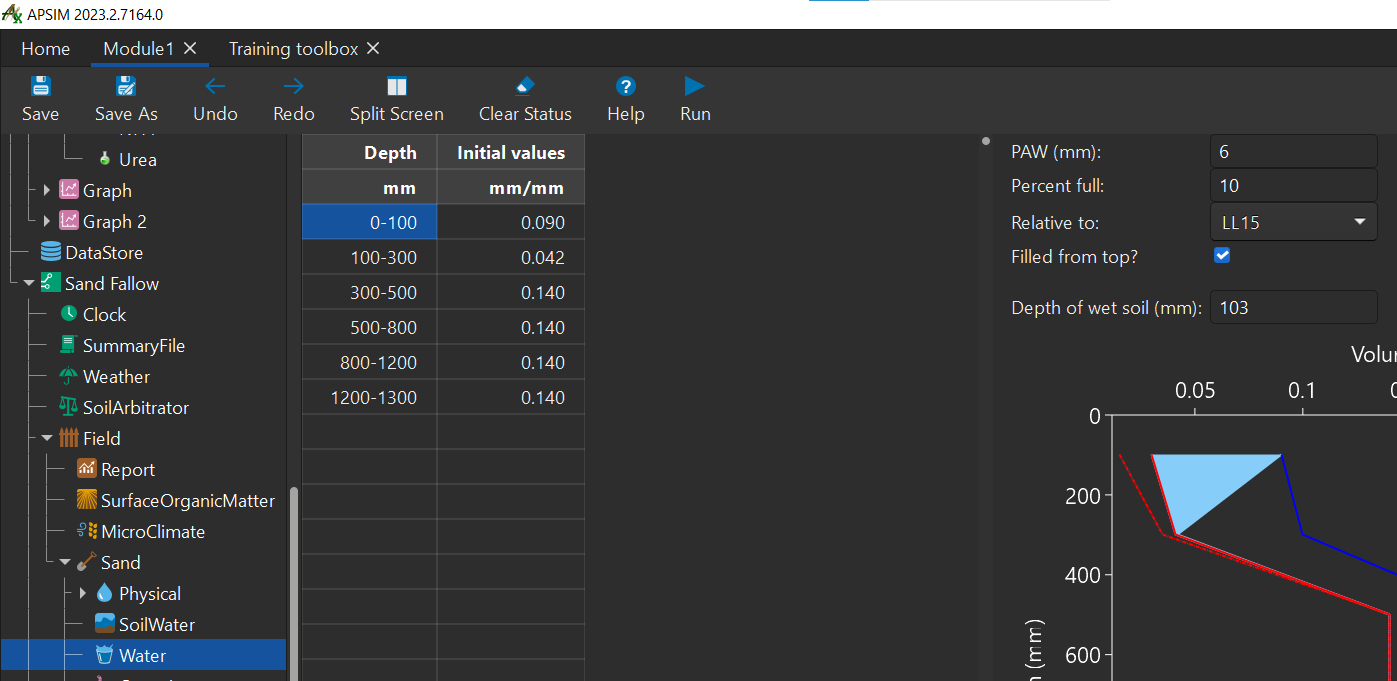 APSIM 2023.2.7164.0
Home Module1 Training toolbox
Save Save As Undo Redo Split Screen Clear Status Help Run
Urea
Graph
Graph 2
DataStore
Sand Fallow
Clock
SummaryFile
Weather
SoilArbitrator
Field
Report
SurfaceOrganicMatter
MicroClimate
Sand
Physical
SoilWater
Water
Depth Initial values
mm mm/mm
0-100 0.090
100-300 0.042
300-500 0.140
500-800 0.140
800-1200 0.140
1200-1300 0.140
PAW (mm): 6
Percent full: 10
Relative to: LL15
Filled from top?
Depth of wet soil (mm): 103
Volu
0.05 0.1
0
200
400
600
(mm)